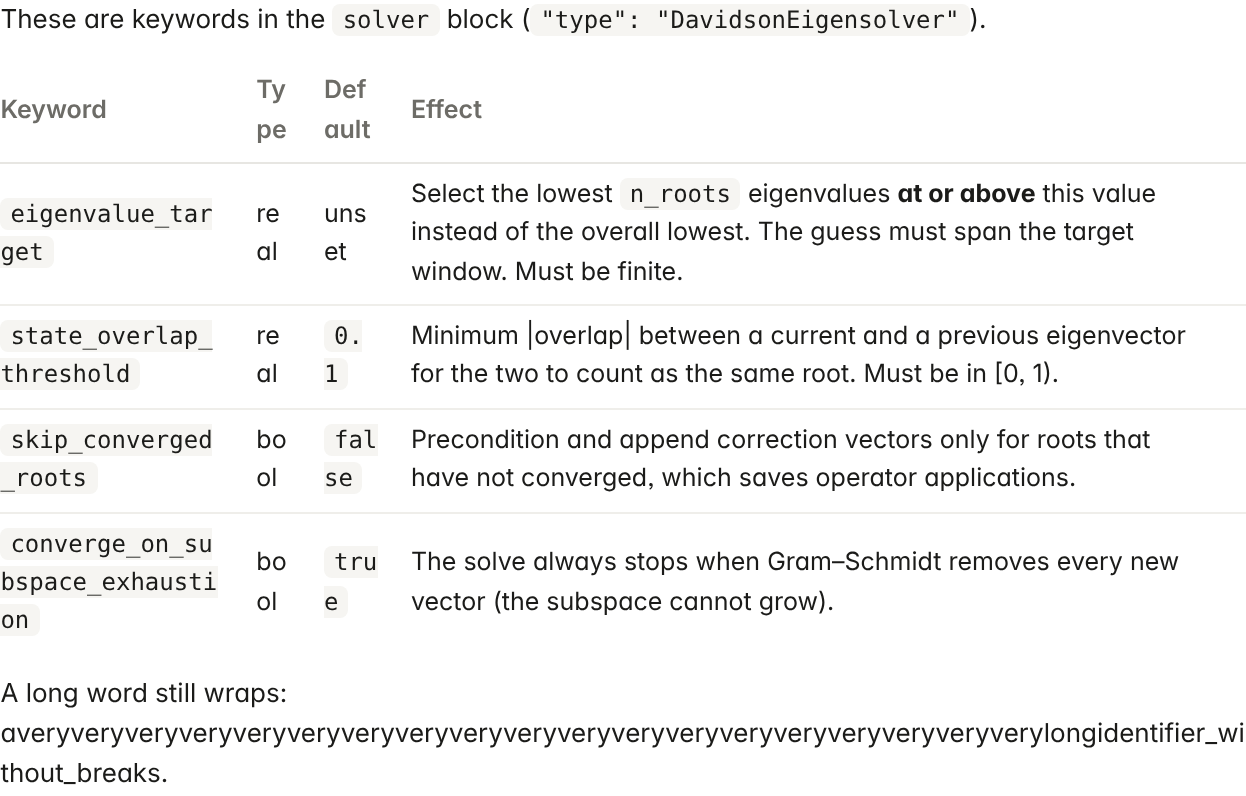 These are keywords in the solver block ( "type": "DavidsonEigensolver" ).
Keyword
Ty
pe
Def
ault
Effect
eigenvalue_tar
get
re
al
uns
et
Select the lowest n_roots eigenvalues at or above this value
instead of the overall lowest. The guess must span the target
window. Must be finite.
state_overlap_
threshold
re
al
0.
1
Minimum |overlap| between a current and a previous eigenvector
for the two to count as the same root. Must be in [0, 1).
skip_converged
_roots
bo
ol
fal
se
Precondition and append correction vectors only for roots that
have not converged, which saves operator applications.
converge_on_su
bspace_exhausti
on
bo
ol
tru
e
The solve always stops when Gram–Schmidt removes every new
vector (the subspace cannot grow).
A long word still wraps:
averyveryveryveryveryveryveryveryveryveryveryveryveryveryveryveryveryveryverylongidentifier_wi
thout_breaks.